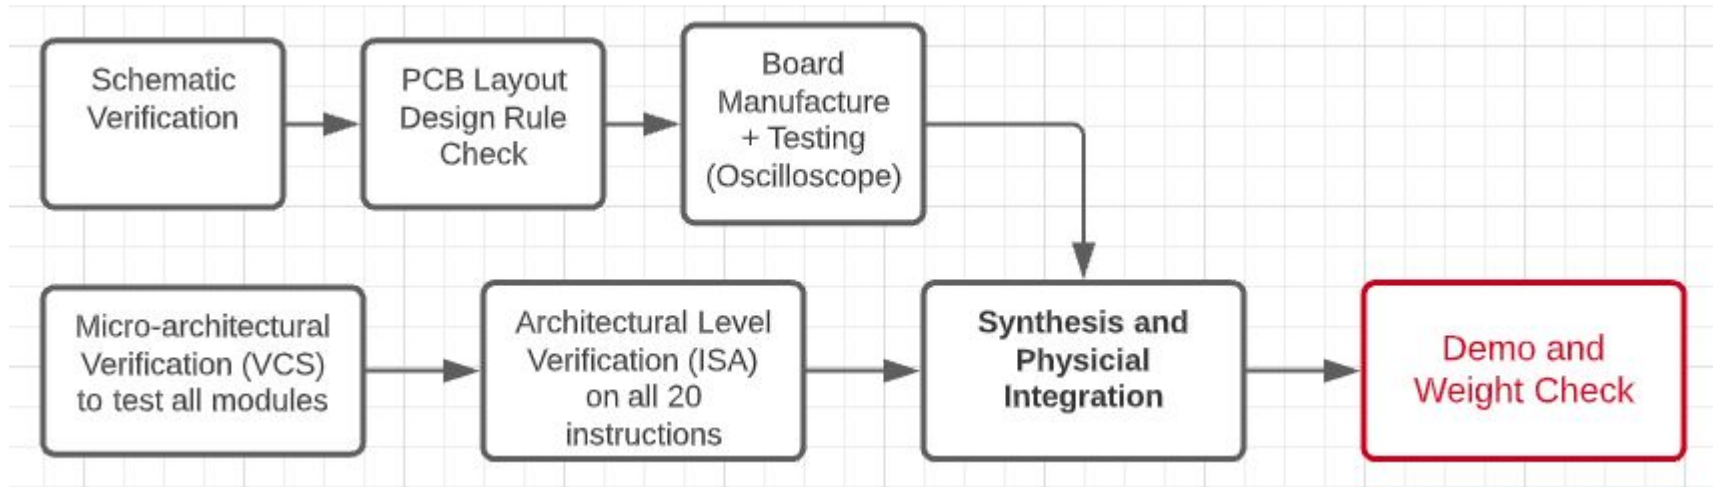 Schematic
Verification
PCB Layout
Design Rule
Check
Board
Manufacture
+ Testing
(Oscilloscope)
Micro-architectural
Verification (VCS)
to test all modules
Architectural Level
Verification (ISA)
on all 20
instructions
Synthesis and
Physicial
Integration
Demo and
Weight Check